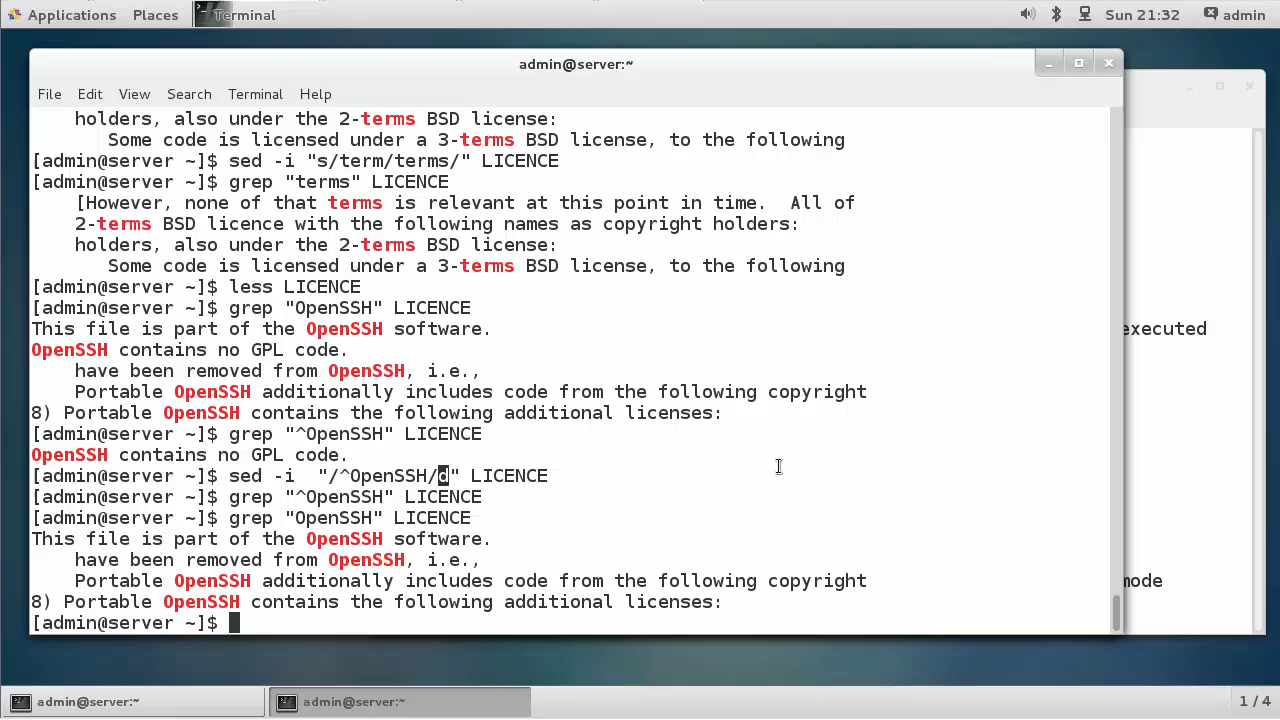 Applications Places Terminal Sun 21:32 admin
admin@server:~
File Edit View Search Terminal Help
holders, also under the 2-terms BSD license:
Some code is licensed under a 3-terms BSD license, to the following
[admin@server ~]$ sed -i "s/term/terms/" LICENCE
[admin@server ~]$ grep "terms" LICENCE
[However, none of that terms is relevant at this point in time.  All of
2-terms BSD licence with the following names as copyright holders:
holders, also under the 2-terms BSD license:
Some code is licensed under a 3-terms BSD license, to the following
[admin@server ~]$ less LICENCE
[admin@server ~]$ grep "OpenSSH" LICENCE
This file is part of the OpenSSH software.
executed
OpenSSH contains no GPL code.
have been removed from OpenSSH, i.e.,
Portable OpenSSH additionally includes code from the following copyright
8) Portable OpenSSH contains the following additional licenses:
[admin@server ~]$ grep "^OpenSSH" LICENCE
OpenSSH contains no GPL code.
[admin@server ~]$ sed -i  "/^OpenSSH/d" LICENCE
[admin@server ~]$ grep "^OpenSSH" LICENCE
[admin@server ~]$ grep "OpenSSH" LICENCE
This file is part of the OpenSSH software.
have been removed from OpenSSH, i.e.,
Portable OpenSSH additionally includes code from the following copyright
mode
8) Portable OpenSSH contains the following additional licenses:
[admin@server ~]$
admin@server:~ admin@server:~ 1 / 4